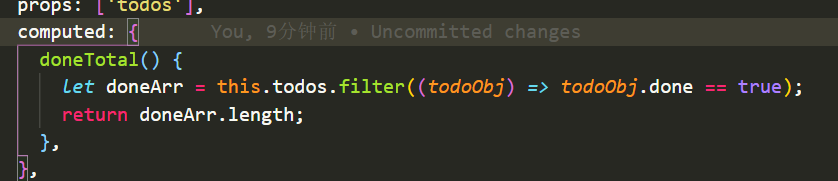 props: ['todos'],
computed: { You, 9分钟前 • Uncommitted changes
doneTotal() {
let doneArr = this.todos.filter((todoObj) => todoObj.done == true);
return doneArr.length;
},
},